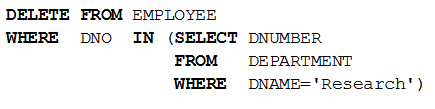 DELETE FROM EMPLOYEE
WHERE DNO IN (SELECT DNUMBER
FROM DEPARTMENT
WHERE DNAME='Research')